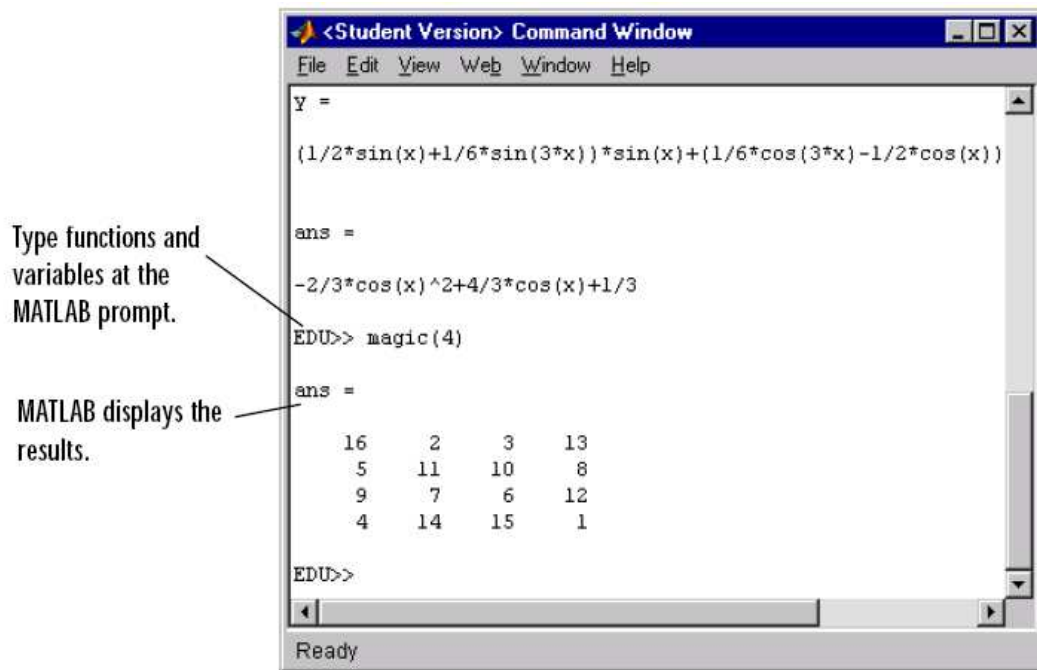 <Student Version> Command Window
File Edit View Web Window Help
y =
(1/2*sin(x)+1/6*sin(3*x))*sin(x)+(1/6*cos(3*x)-1/2*cos(x))
ans =
-2/3*cos(x)^2+4/3*cos(x)+1/3
Type functions and
variables at the
MATLAB prompt.
EDU>> magic(4)
ans =
MATLAB displays the
results.
16 2 3 13
5 11 10 8
9 7 6 12
4 14 15 1
EDU>>
Ready